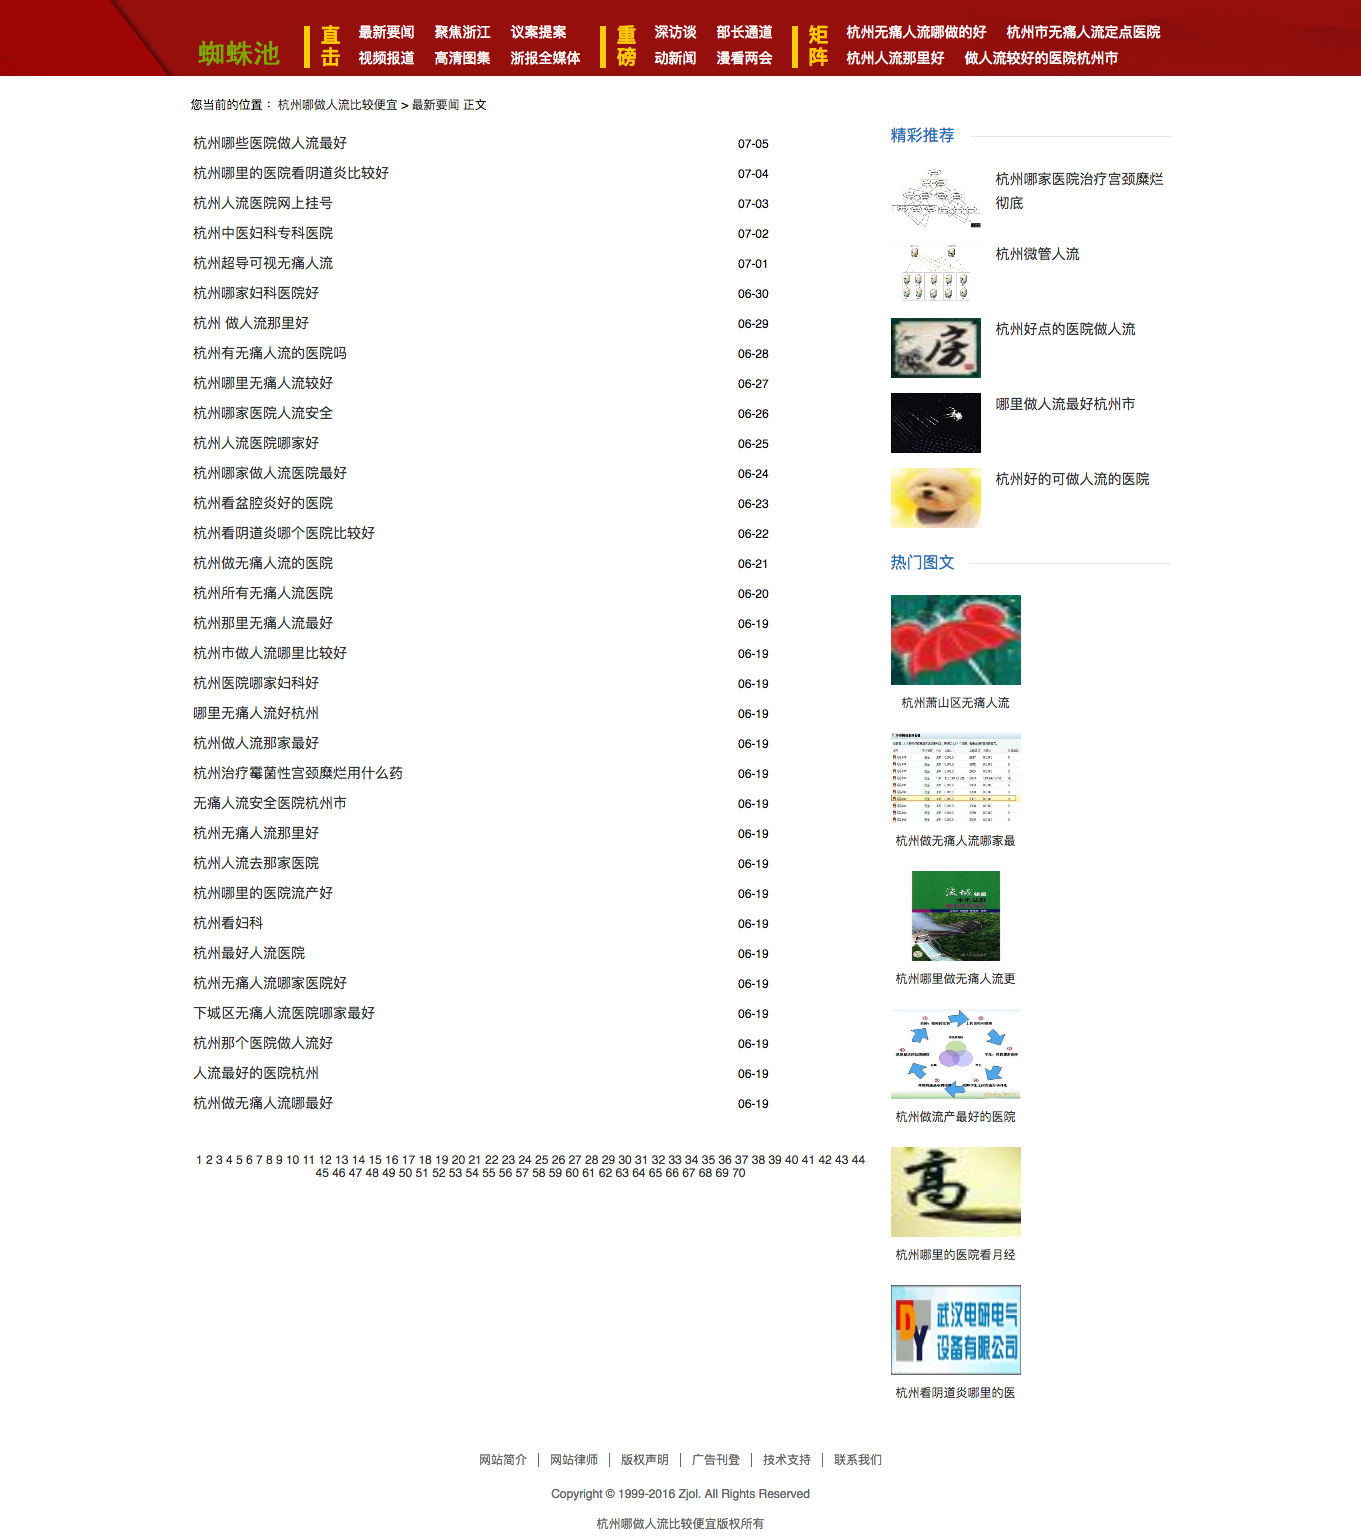 蜘蛛池
直击
最新要闻 聚焦浙江 议案提案
视频报道 高清图集 浙报全媒体
重磅
深访谈 部长通道
动新闻 漫看两会
矩阵
杭州无痛人流哪做的好 杭州市无痛人流定点医院
杭州人流那里好 做人流较好的医院杭州市
您当前的位置： 杭州哪做人流比较便宜 > 最新要闻 正文
杭州哪些医院做人流最好 07-05
杭州哪里的医院看阴道炎比较好 07-04
杭州人流医院网上挂号 07-03
杭州中医妇科专科医院 07-02
杭州超导可视无痛人流 07-01
杭州哪家妇科医院好 06-30
杭州 做人流那里好 06-29
杭州有无痛人流的医院吗 06-28
杭州哪里无痛人流较好 06-27
杭州哪家医院人流安全 06-26
杭州人流医院哪家好 06-25
杭州哪家做人流医院最好 06-24
杭州看盆腔炎好的医院 06-23
杭州看阴道炎哪个医院比较好 06-22
杭州做无痛人流的医院 06-21
杭州所有无痛人流医院 06-20
杭州那里无痛人流最好 06-19
杭州市做人流哪里比较好 06-19
杭州医院哪家妇科好 06-19
哪里无痛人流好杭州 06-19
杭州做人流那家最好 06-19
杭州治疗霉菌性宫颈糜烂用什么药 06-19
无痛人流安全医院杭州市 06-19
杭州无痛人流那里好 06-19
杭州人流去那家医院 06-19
杭州哪里的医院流产好 06-19
杭州看妇科 06-19
杭州最好人流医院 06-19
杭州无痛人流哪家医院好 06-19
下城区无痛人流医院哪家最好 06-19
杭州那个医院做人流好 06-19
人流最好的医院杭州 06-19
杭州做无痛人流哪最好 06-19
1 2 3 4 5 6 7 8 9 10 11 12 13 14 15 16 17 18 19 20 21 22 23 24 25 26 27 28 29 30 31 32 33 34 35 36 37 38 39 40 41 42 43 44
45 46 47 48 49 50 51 52 53 54 55 56 57 58 59 60 61 62 63 64 65 66 67 68 69 70
精彩推荐
杭州哪家医院治疗宫颈糜烂
彻底
杭州微管人流
房
杭州好点的医院做人流
哪里做人流最好杭州市
杭州好的可做人流的医院
热门图文
杭州萧山区无痛人流
杭州做无痛人流哪家最
杭州哪里做无痛人流更
杭州做流产最好的医院
高
杭州哪里的医院看月经
DY
武汉电研电气
设备有限公司
杭州看阴道炎哪里的医
网站简介 | 网站律师 | 版权声明 | 广告刊登 | 技术支持 | 联系我们
Copyright © 1999-2016 Zjol. All Rights Reserved
杭州哪做人流比较便宜版权所有